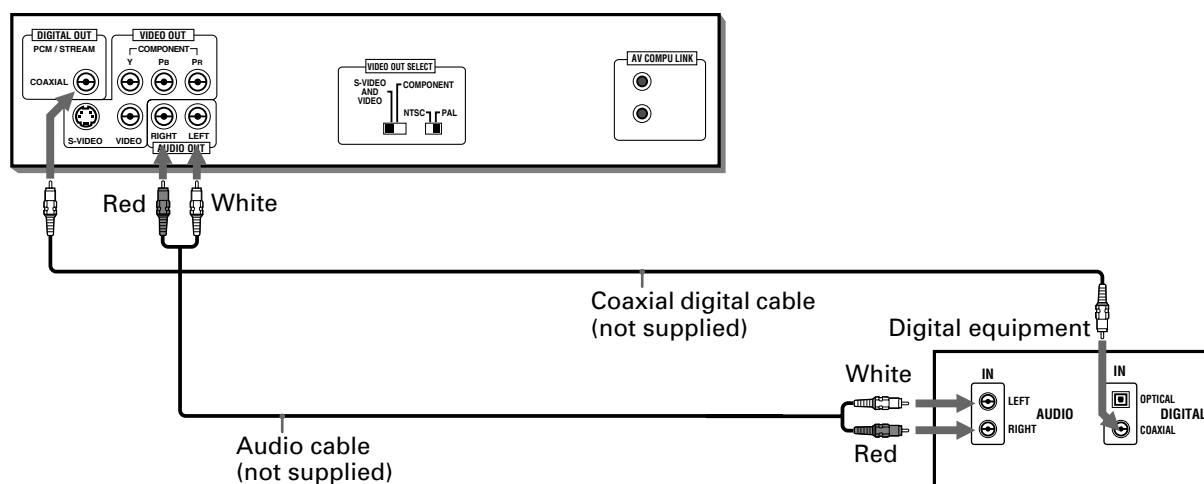 DIGITAL OUT
PCM / STREAM
COAXIAL
VIDEO OUT
COMPONENT
Y PB PR
S-VIDEO VIDEO
RIGHT LEFT
AUDIO OUT
VIDEO OUT SELECT
S-VIDEO
AND
VIDEO
COMPONENT
NTSC PAL
AV COMPU LINK
Red White
Coaxial digital cable
(not supplied)
Digital equipment
White
Red
IN
LEFT
RIGHT
AUDIO
IN
OPTICAL
COAXIAL
DIGITAL
Audio cable
(not supplied)